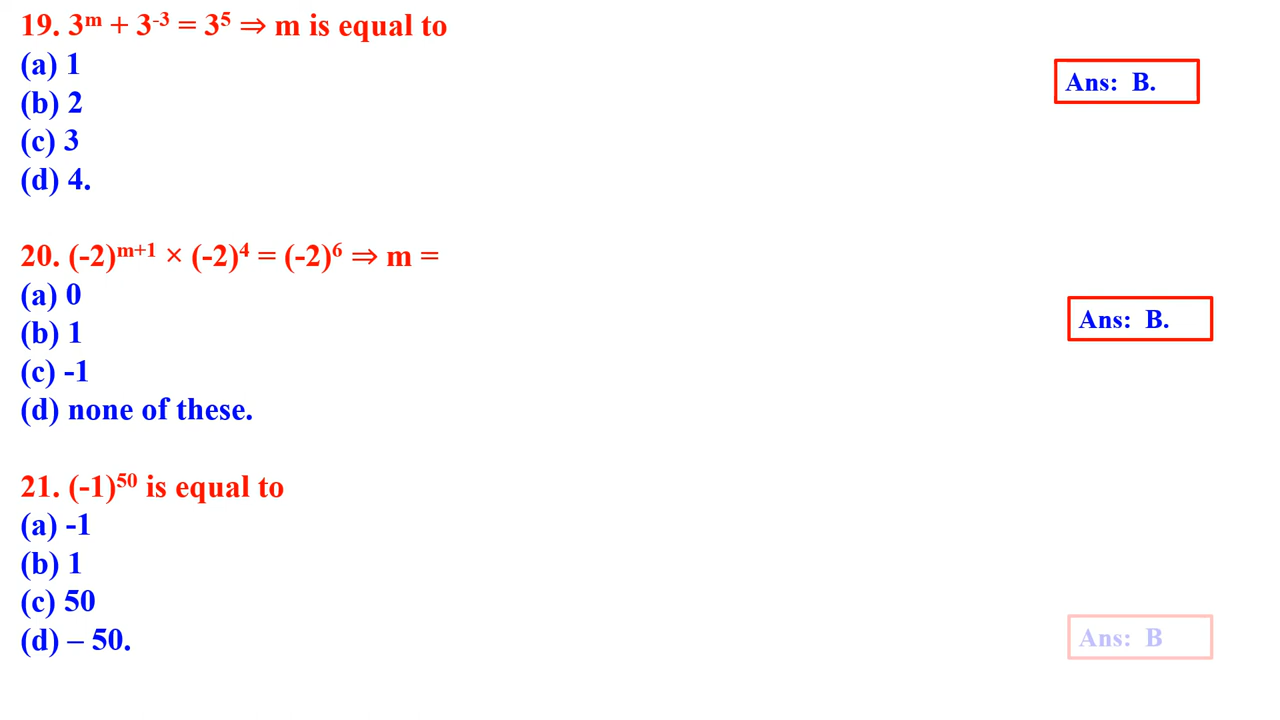 19. 3ᵐ + 3⁻³ = 3⁵ ⇒ m is equal to
(a) 1
Ans: B.
(b) 2
(c) 3
(d) 4.
20. (-2)ᵐ⁺¹ × (-2)⁴ = (-2)⁶ ⇒ m =
(a) 0
Ans: B.
(b) 1
(c) -1
(d) none of these.
21. (-1)⁵⁰ is equal to
(a) -1
(b) 1
(c) 50
(d) – 50.
Ans: B